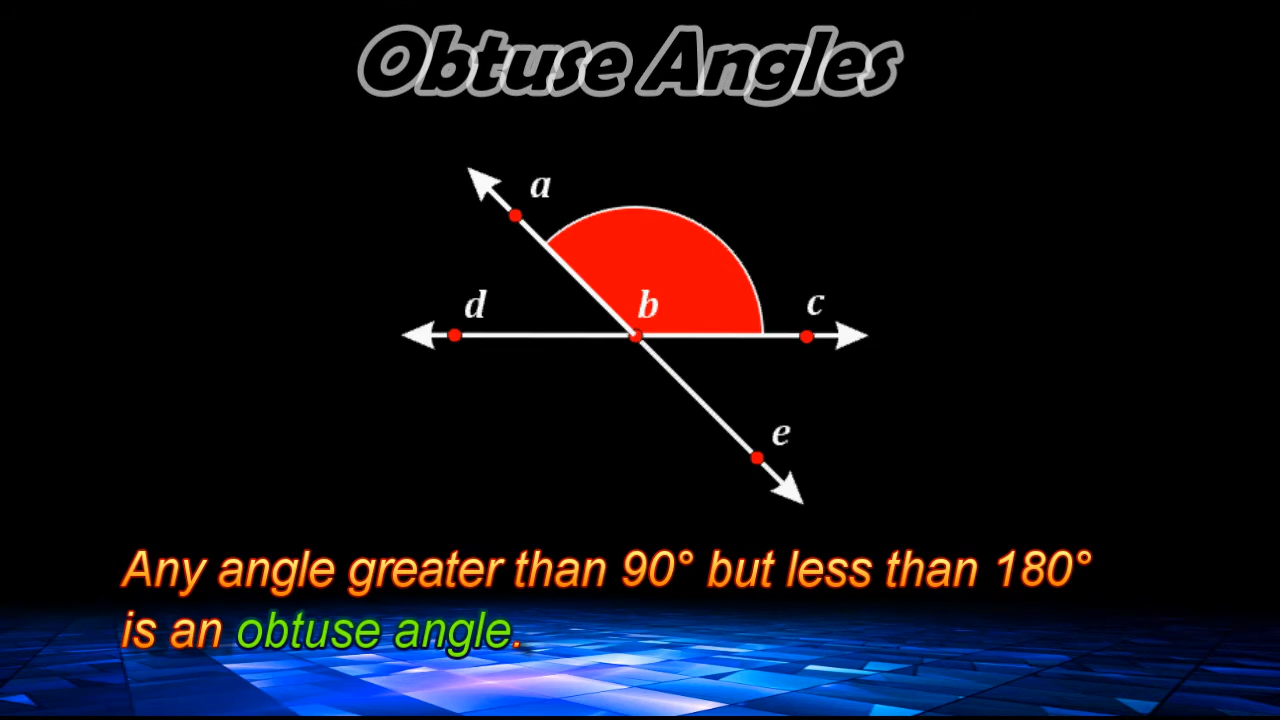 Obtuse Angles
a
d
b
c
e
Any angle greater than 90° but less than 180°
is an obtuse angle.